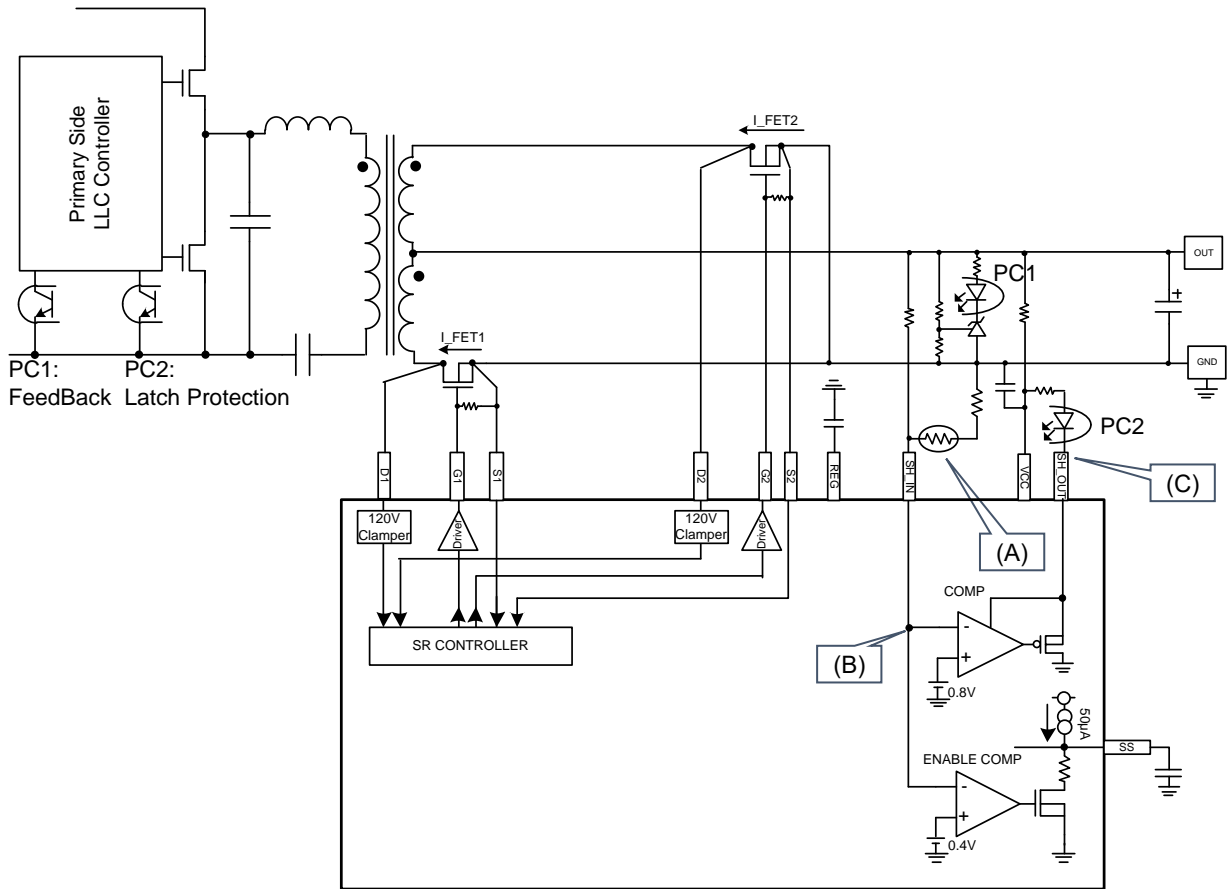 I_FET2
Primary Side
LLC Controller
OUT
PC1
I_FET1
GND
PC1:
FeedBack
PC2:
Latch Protection
PC2
D1
G1
S1
D2
G2
S2
REG
SH_IN
VCC
SH_OUT
(C)
120V
Clamper
Driver
120V
Clamper
Driver
(A)
COMP
-
+
0.8V
SR CONTROLLER
(B)
50μA
SS
ENABLE COMP
-
+
0.4V
+